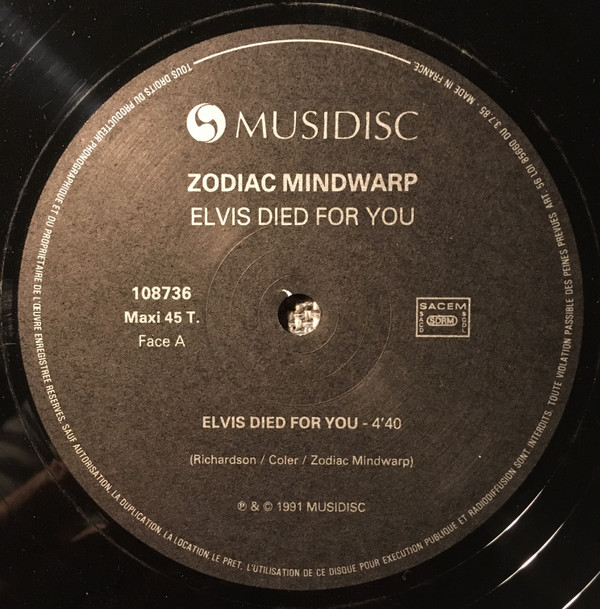 MUSIDISC
ZODIAC MINDWARP
ELVIS DIED FOR YOU
108736
Maxi 45 T.
Face A
SACEM
SACD
SDRM
SGDL
ELVIS DIED FOR YOU - 4'40
(Richardson / Coler / Zodiac Mindwarp)
℗ & © 1991 MUSIDISC
TOUS DROITS DU PRODUCTEUR PHONOGRAPHIQUE ET DU PROPRIETAIRE DE L'ŒUVRE ENREGISTREE RESERVES. SAUF AUTORISATION, LA DUPLICATION, LA LOCATION, LE PRET, L'UTILISATION DE CE DISQUE POUR EXECUTION PUBLIQUE ET RADIODIFFUSION SONT INTERDITS. TOUTE VIOLATION PASSIBLE DES PEINES PREVUES ART. 56 LOI 85660 DU 3.7.85. MADE IN FRANCE.